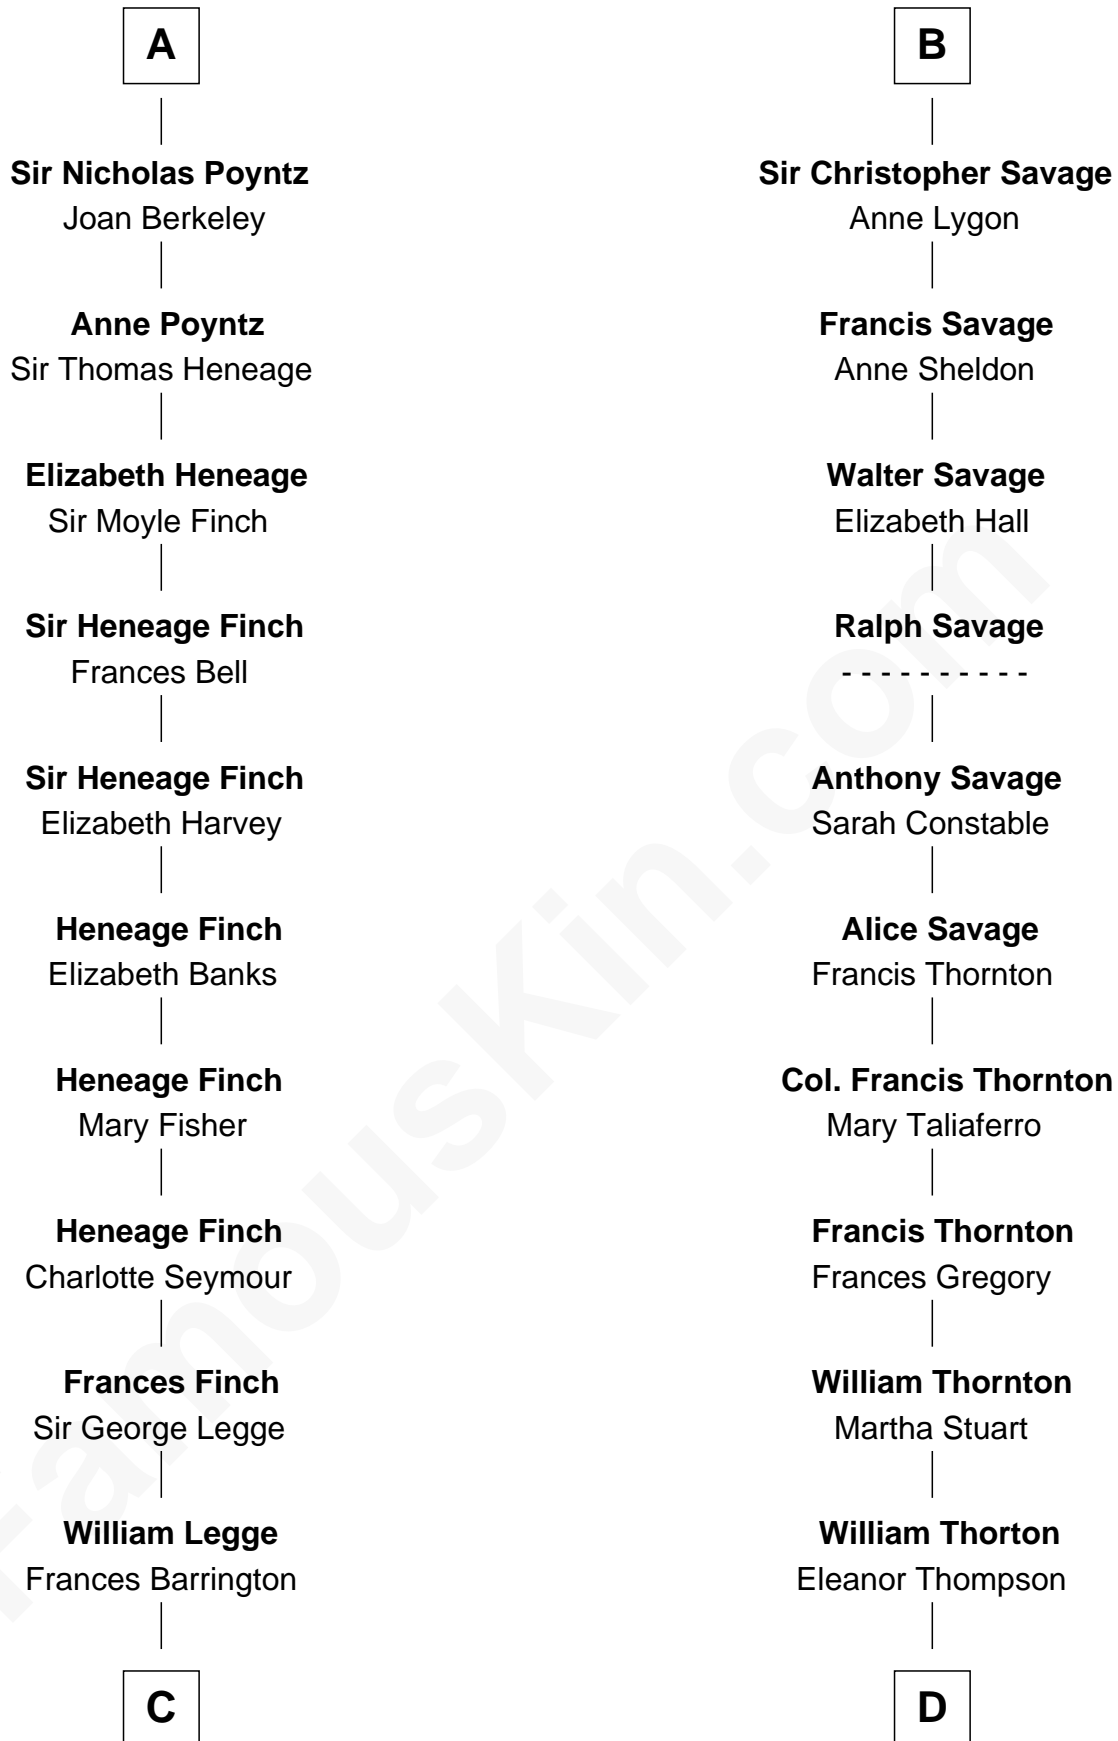 A
Sir Nicholas Poyntz
Joan Berkeley
Anne Poyntz
Sir Thomas Heneage
Elizabeth Heneage
Sir Moyle Finch
Sir Heneage Finch
Frances Bell
Sir Heneage Finch
Elizabeth Harvey
Heneage Finch
Elizabeth Banks
Heneage Finch
Mary Fisher
Heneage Finch
Charlotte Seymour
Frances Finch
Sir George Legge
William Legge
Frances Barrington
C
B
Sir Christopher Savage
Anne Lygon
Francis Savage
Anne Sheldon
Walter Savage
Elizabeth Hall
Ralph Savage
- - - - - - - - - -
Anthony Savage
Sarah Constable
Alice Savage
Francis Thornton
Col. Francis Thornton
Mary Taliaferro
Francis Thornton
Frances Gregory
William Thornton
Martha Stuart
William Thorton
Eleanor Thompson
D
FamousKin.com